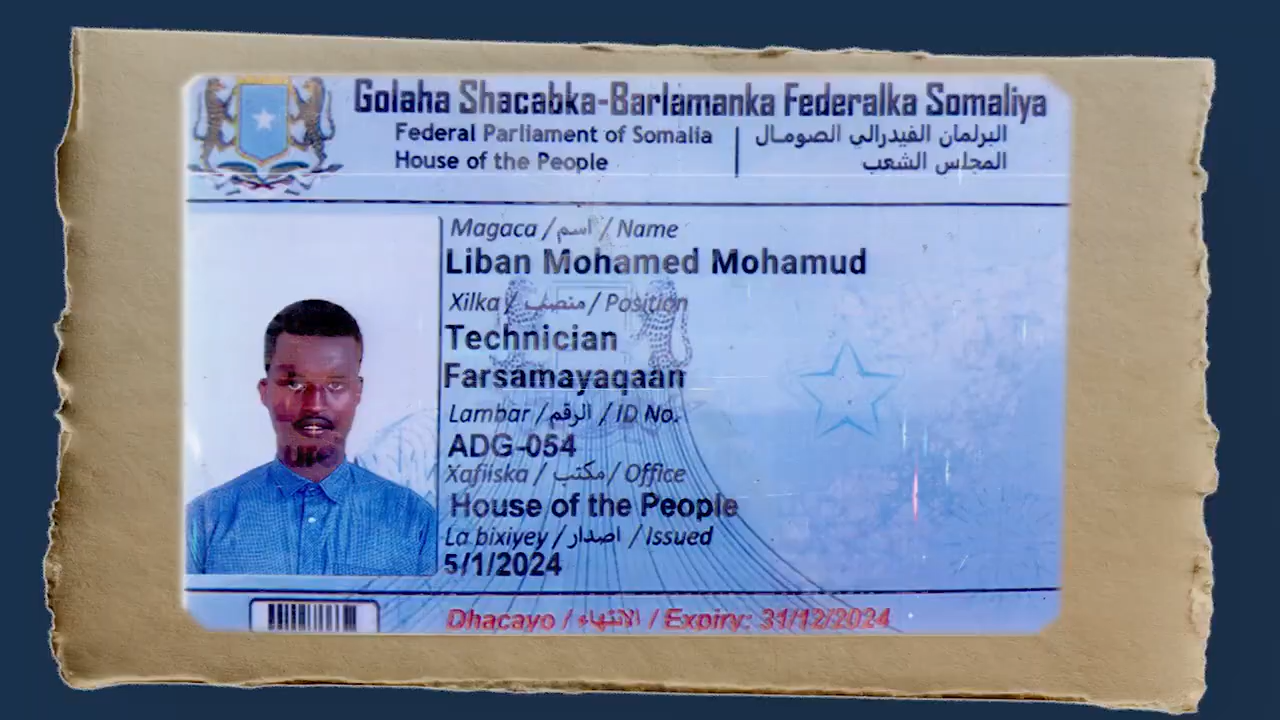 Golaha Shacabka-Barlamanka Federalka Somaliya
Federal Parliament of Somalia
House of the People
البرلمان الفيدرالي الصومال
المجلس الشعب
Magaca / اسم / Name
Liban Mohamed Mohamud
Xilka / منصب / Position
Technician
Farsamayaqaan
Lambar / الرقم / ID No.
ADG-054
Xafiiska / مكتب / Office
House of the People
La bixiyey / اصدار / Issued
5/1/2024
Dhacayo / الانتهاء / Expiry: 31/12/2024